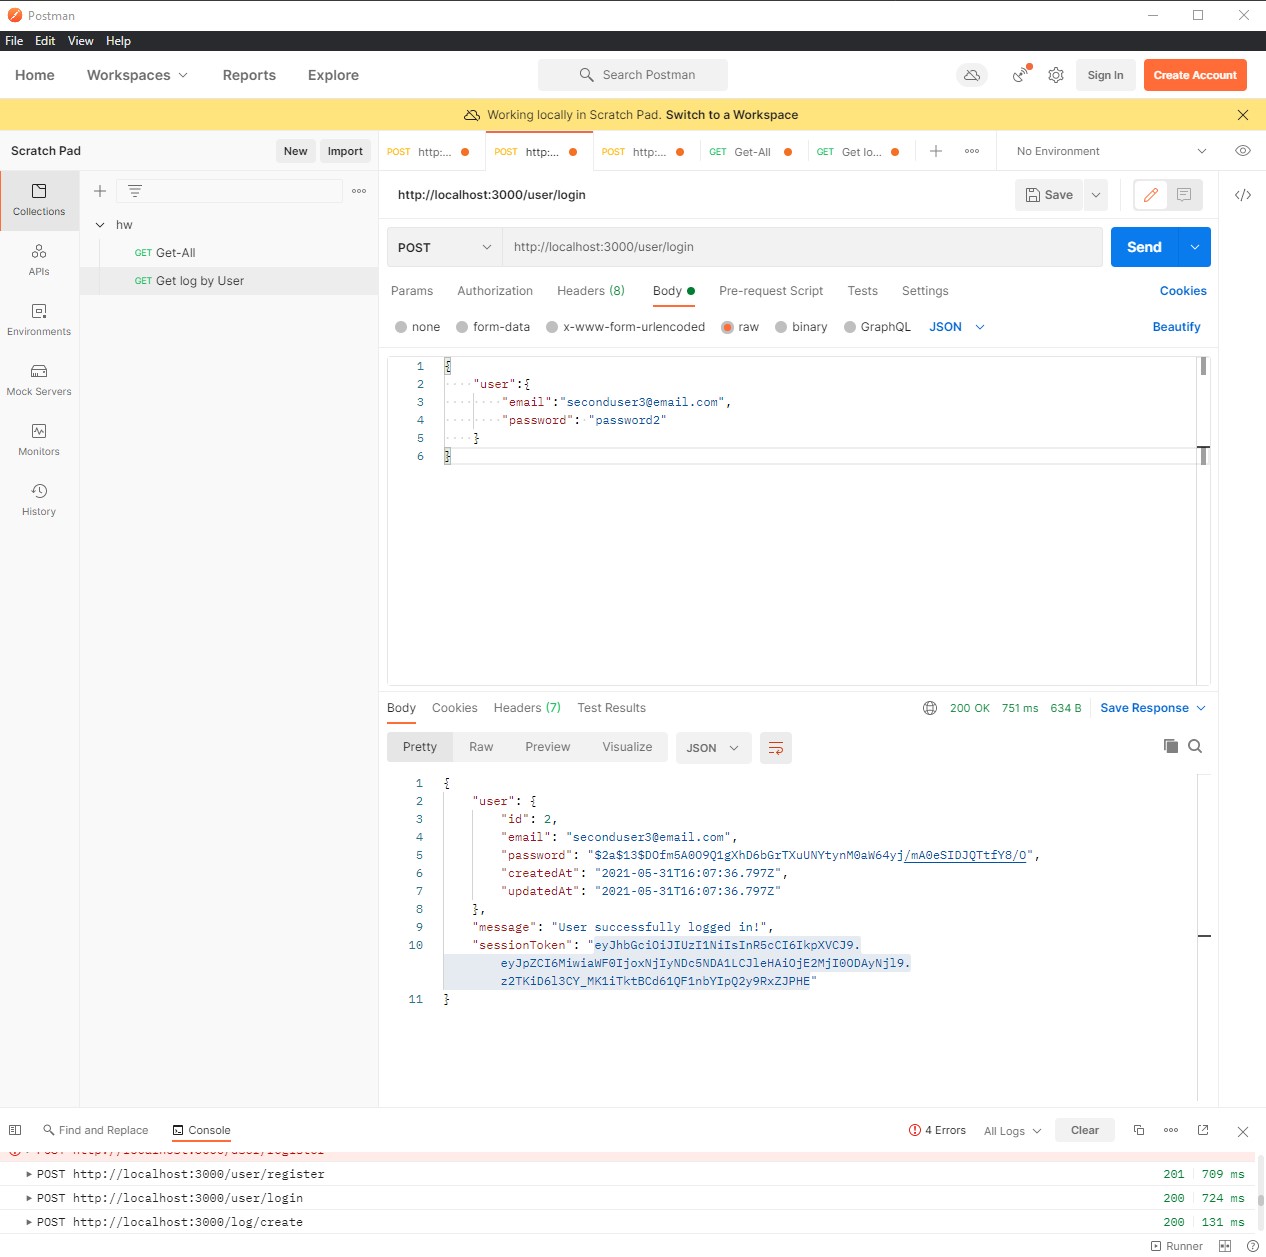 Postman
File Edit View Help
Home Workspaces Reports Explore Search Postman Sign In Create Account
Working locally in Scratch Pad. Switch to a Workspace
Scratch Pad New Import
POST http:... POST http:... POST http:... GET Get-All GET Get lo... No Environment
Collections
APIs
Environments
Mock Servers
Monitors
History
hw
GET Get-All
GET Get log by User
http://localhost:3000/user/login Save
POST http://localhost:3000/user/login Send
Params Authorization Headers (8) Body Pre-request Script Tests Settings Cookies
none form-data x-www-form-urlencoded raw binary GraphQL JSON Beautify
1 {
2 "user":{
3 "email":"seconduser3@email.com",
4 "password": "password2"
5 }
6 }
Body Cookies Headers (7) Test Results 200 OK 751 ms 634 B Save Response
Pretty Raw Preview Visualize JSON
1 {
2 "user": {
3 "id": 2,
4 "email": "seconduser3@email.com",
5 "password": "$2a$13$DOfm5A0O9Q1gXhD6bGrTXuUNYtynM0aW64yj/mA0eSIDJQTtfY8/O",
6 "createdAt": "2021-05-31T16:07:36.797Z",
7 "updatedAt": "2021-05-31T16:07:36.797Z"
8 },
9 "message": "User successfully logged in!",
10 "sessionToken": "eyJhbGciOiJIUzI1NiIsInR5cCI6IkpXVCJ9.
eyJpZCI6MiwiaWF0IjoxNjIyNDc5NDA1LCJleHAiOjE2MjI0ODAyNjl9.
z2TKiD6l3CY_MK1iTktBCd61QF1nbYIpQ2y9RxZJPHE"
11 }
Find and Replace Console 4 Errors All Logs Clear
POST http://localhost:3000/user/register
POST http://localhost:3000/user/register 201 709 ms
POST http://localhost:3000/user/login 200 724 ms
POST http://localhost:3000/log/create 200 131 ms
Runner